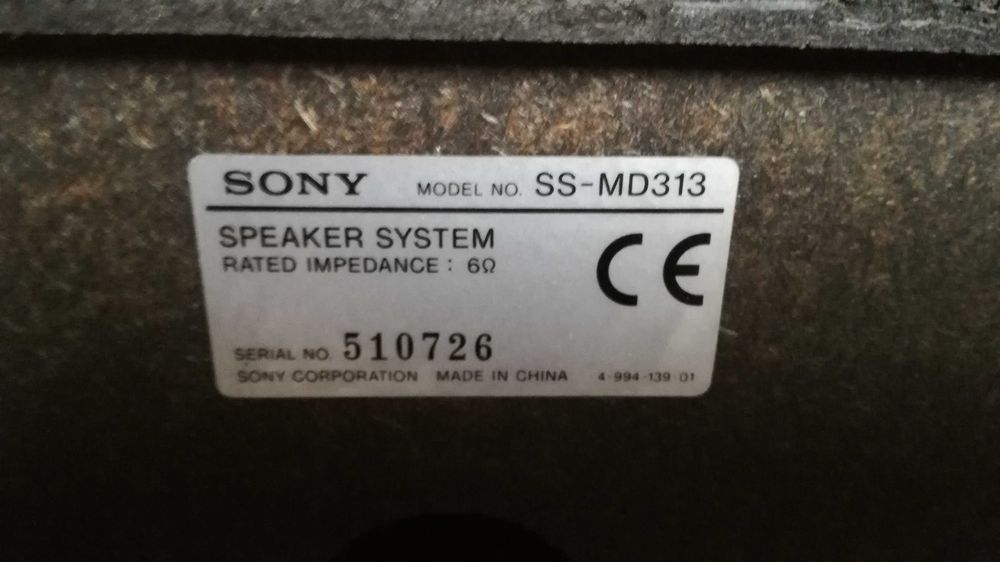 SONY MODEL NO. SS-MD313
SPEAKER SYSTEM
RATED IMPEDANCE : 6Ω
CE
SERIAL NO. 510726
SONY CORPORATION MADE IN CHINA 4-994-139-01